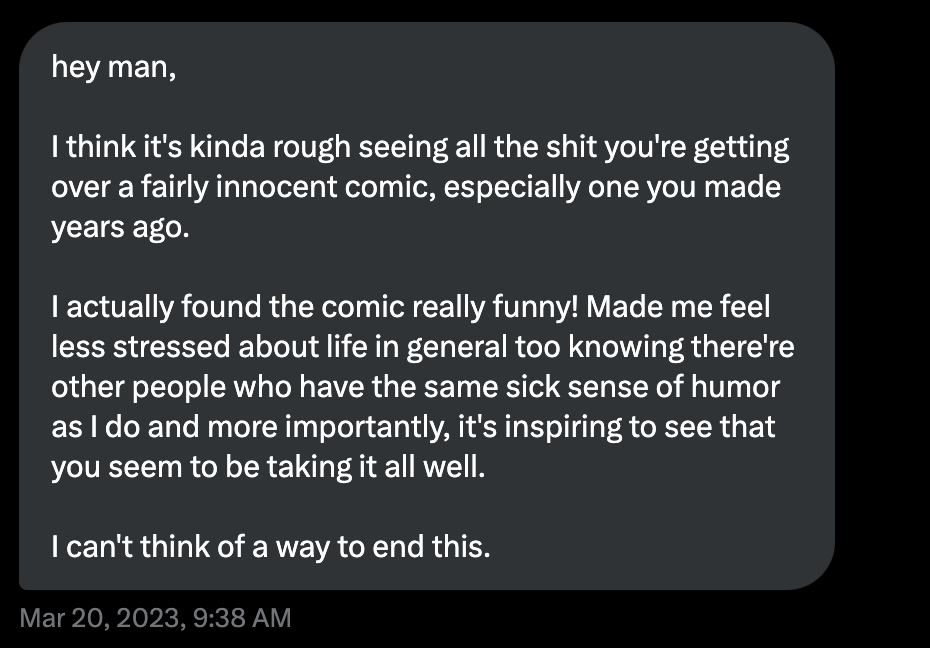 hey man,
I think it's kinda rough seeing all the shit you're getting
over a fairly innocent comic, especially one you made
years ago.
I actually found the comic really funny! Made me feel
less stressed about life in general too knowing there're
other people who have the same sick sense of humor
as I do and more importantly, it's inspiring to see that
you seem to be taking it all well.
I can't think of a way to end this.
Mar 20, 2023, 9:38 AM